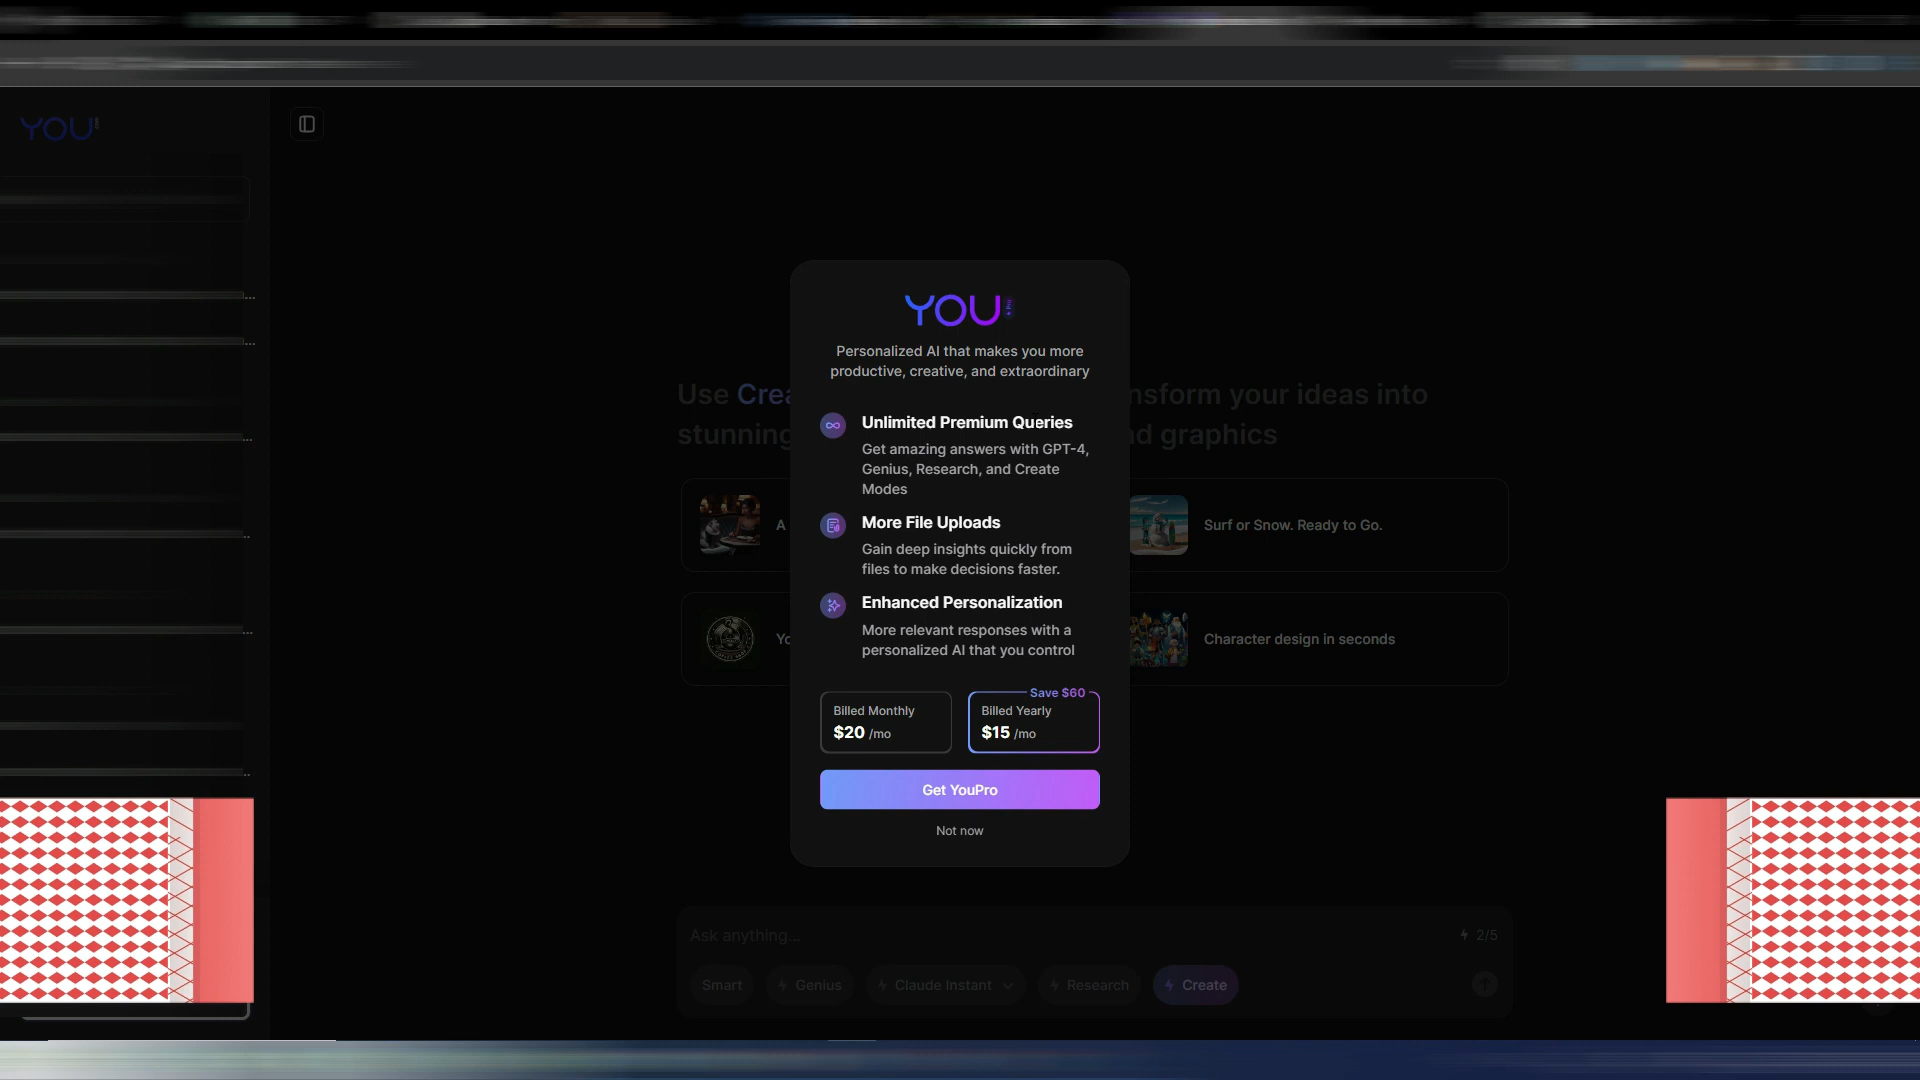 YOU
YOU
Personalized AI that makes you more
productive, creative, and extraordinary
Use Crea
nsform your ideas into
stunning
nd graphics
Unlimited Premium Queries
Get amazing answers with GPT-4,
Genius, Research, and Create
Modes
More File Uploads
Gain deep insights quickly from
files to make decisions faster.
Enhanced Personalization
More relevant responses with a
personalized AI that you control
A
Surf or Snow. Ready to Go.
Yo
Character design in seconds
Save $60
Billed Monthly
$20 /mo
Billed Yearly
$15 /mo
Get YouPro
Not now
Ask anything...
2/5
Smart
Genius
Claude Instant
Research
Create